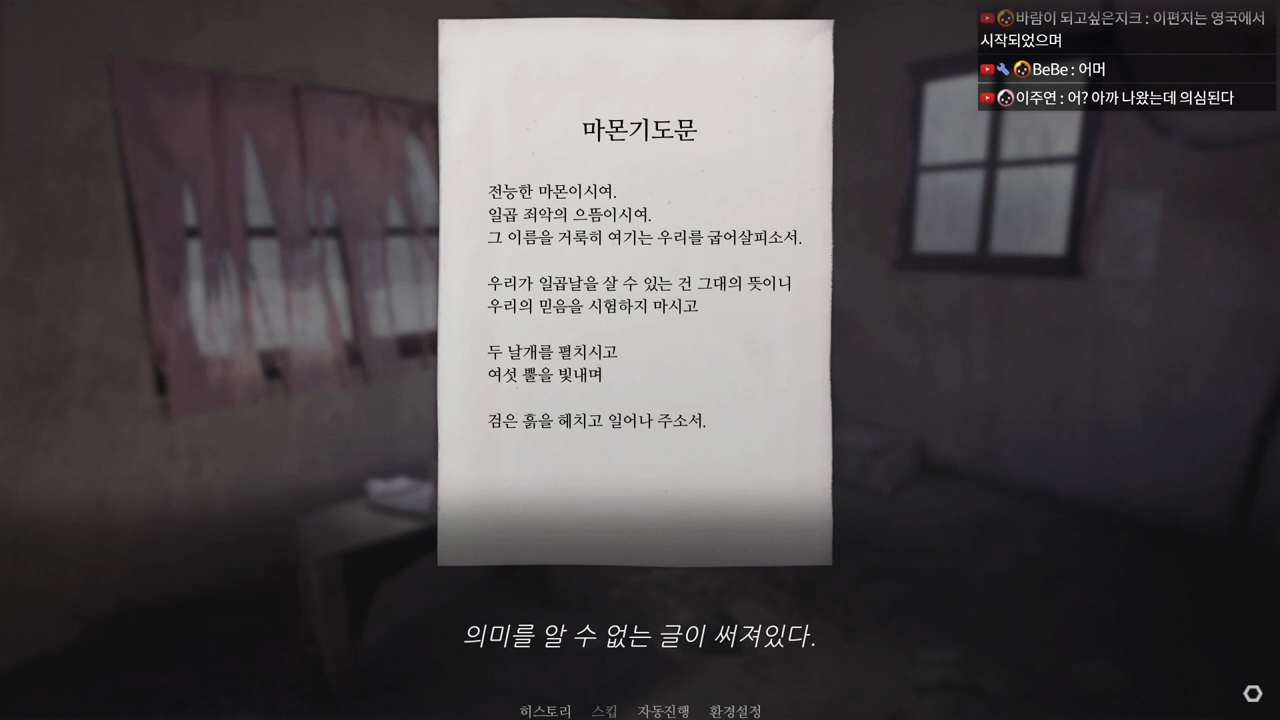 바람이 되고싶은지크 : 이편지는 영국에서
시작되었으며
BeBe : 어머
이주연 : 어? 아까 나왔는데 의심된다
마몬기도문
전능한 마몬이시여.
일곱 죄악의 으뜸이시여.
그 이름을 거룩히 여기는 우리를 굽어살피소서.
우리가 일곱날을 살 수 있는 건 그대의 뜻이니
우리의 믿음을 시험하지 마시고
두 날개를 펼치시고
여섯 뿔을 빛내며
검은 흙을 헤치고 일어나 주소서.
의미를 알 수 없는 글이 써져있다.
히스토리 스킵 자동진행 환경설정